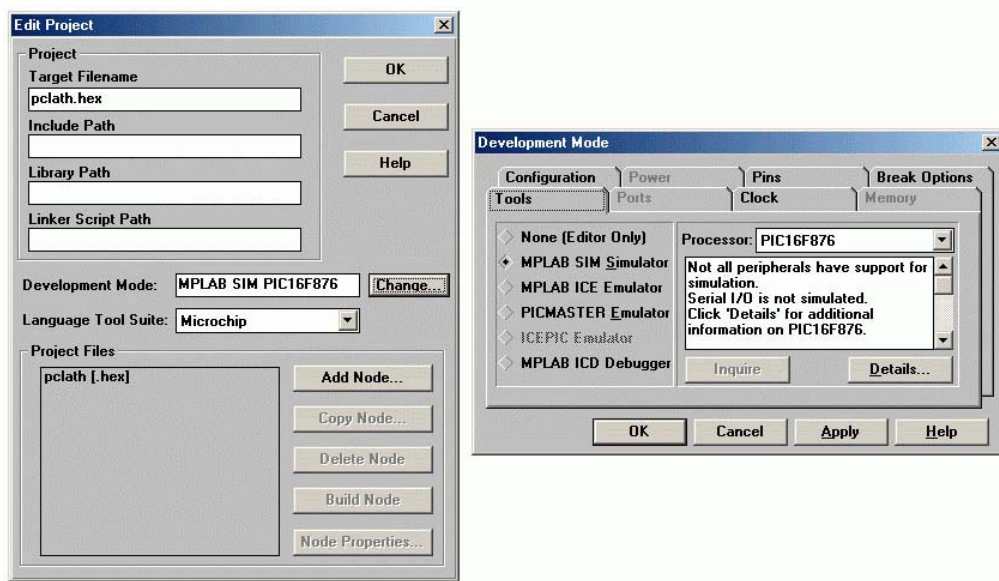 Edit Project
Project
Target Filename
pclath.hex
Include Path
Library Path
Linker Script Path
OK
Cancel
Help
Development Mode: MPLAB SIM PIC16F876 Change...
Language Tool Suite: Microchip
Project Files
pclath [.hex]
Add Node...
Copy Node...
Delete Node
Build Node
Node Properties...
Development Mode
Configuration Power Pins Break Options
Tools Ports Clock Memory
None (Editor Only)
MPLAB SIM Simulator
MPLAB ICE Emulator
PICMASTER Emulator
ICEPIC Emulator
MPLAB ICD Debugger
Processor: PIC16F876
Not all peripherals have support for
simulation.
Serial I/O is not simulated.
Click 'Details' for additional
information on PIC16F876.
Inquire Details...
OK Cancel Apply Help